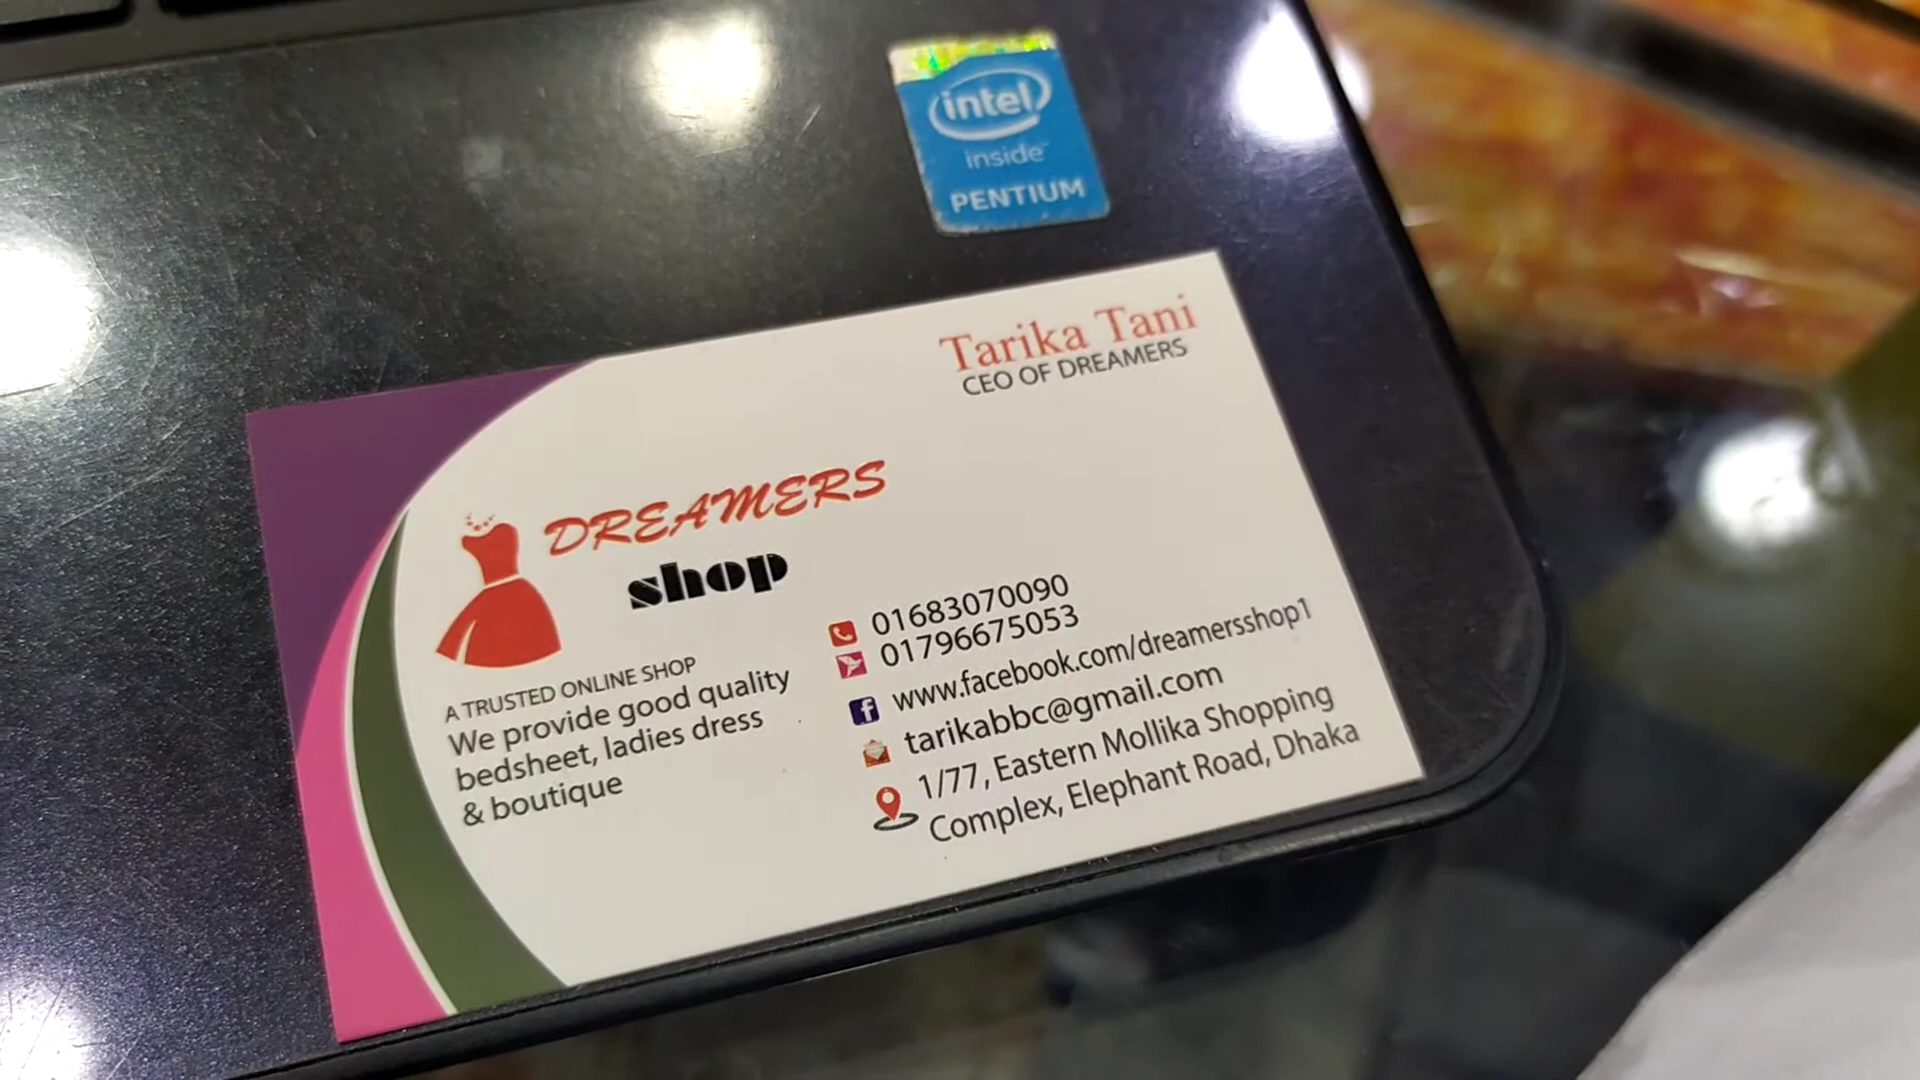 intel
inside™
PENTIUM
Tarika Tani
CEO OF DREAMERS
DREAMERS
shop
A TRUSTED ONLINE SHOP
We provide good quality
bedsheet, ladies dress
& boutique
01683070090
01796675053
www.facebook.com/dreamersshop1
tarikabbc@gmail.com
1/77, Eastern Mollika Shopping
Complex, Elephant Road, Dhaka